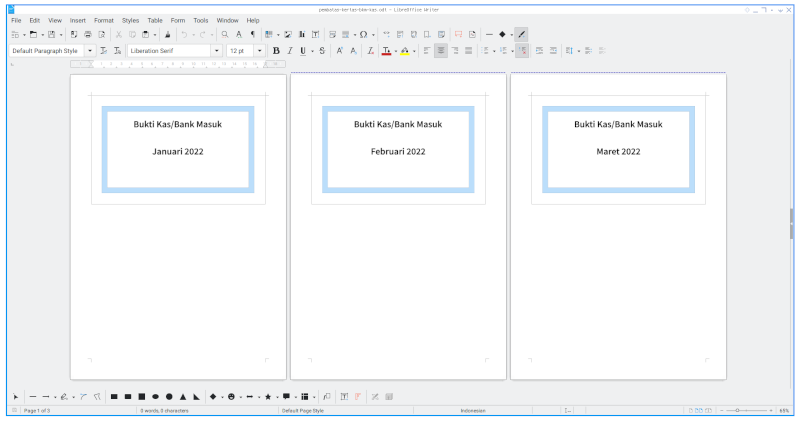 pembatas-kertas-bkm-kas.odt - LibreOffice Writer
File Edit View Insert Format Styles Table Form Tools Window Help
Default Paragraph Style Liberation Serif 12 pt
Bukti Kas/Bank Masuk
Januari 2022
Bukti Kas/Bank Masuk
Februari 2022
Bukti Kas/Bank Masuk
Maret 2022
Page 1 of 3 0 words, 0 characters Default Page Style Indonesian 65%